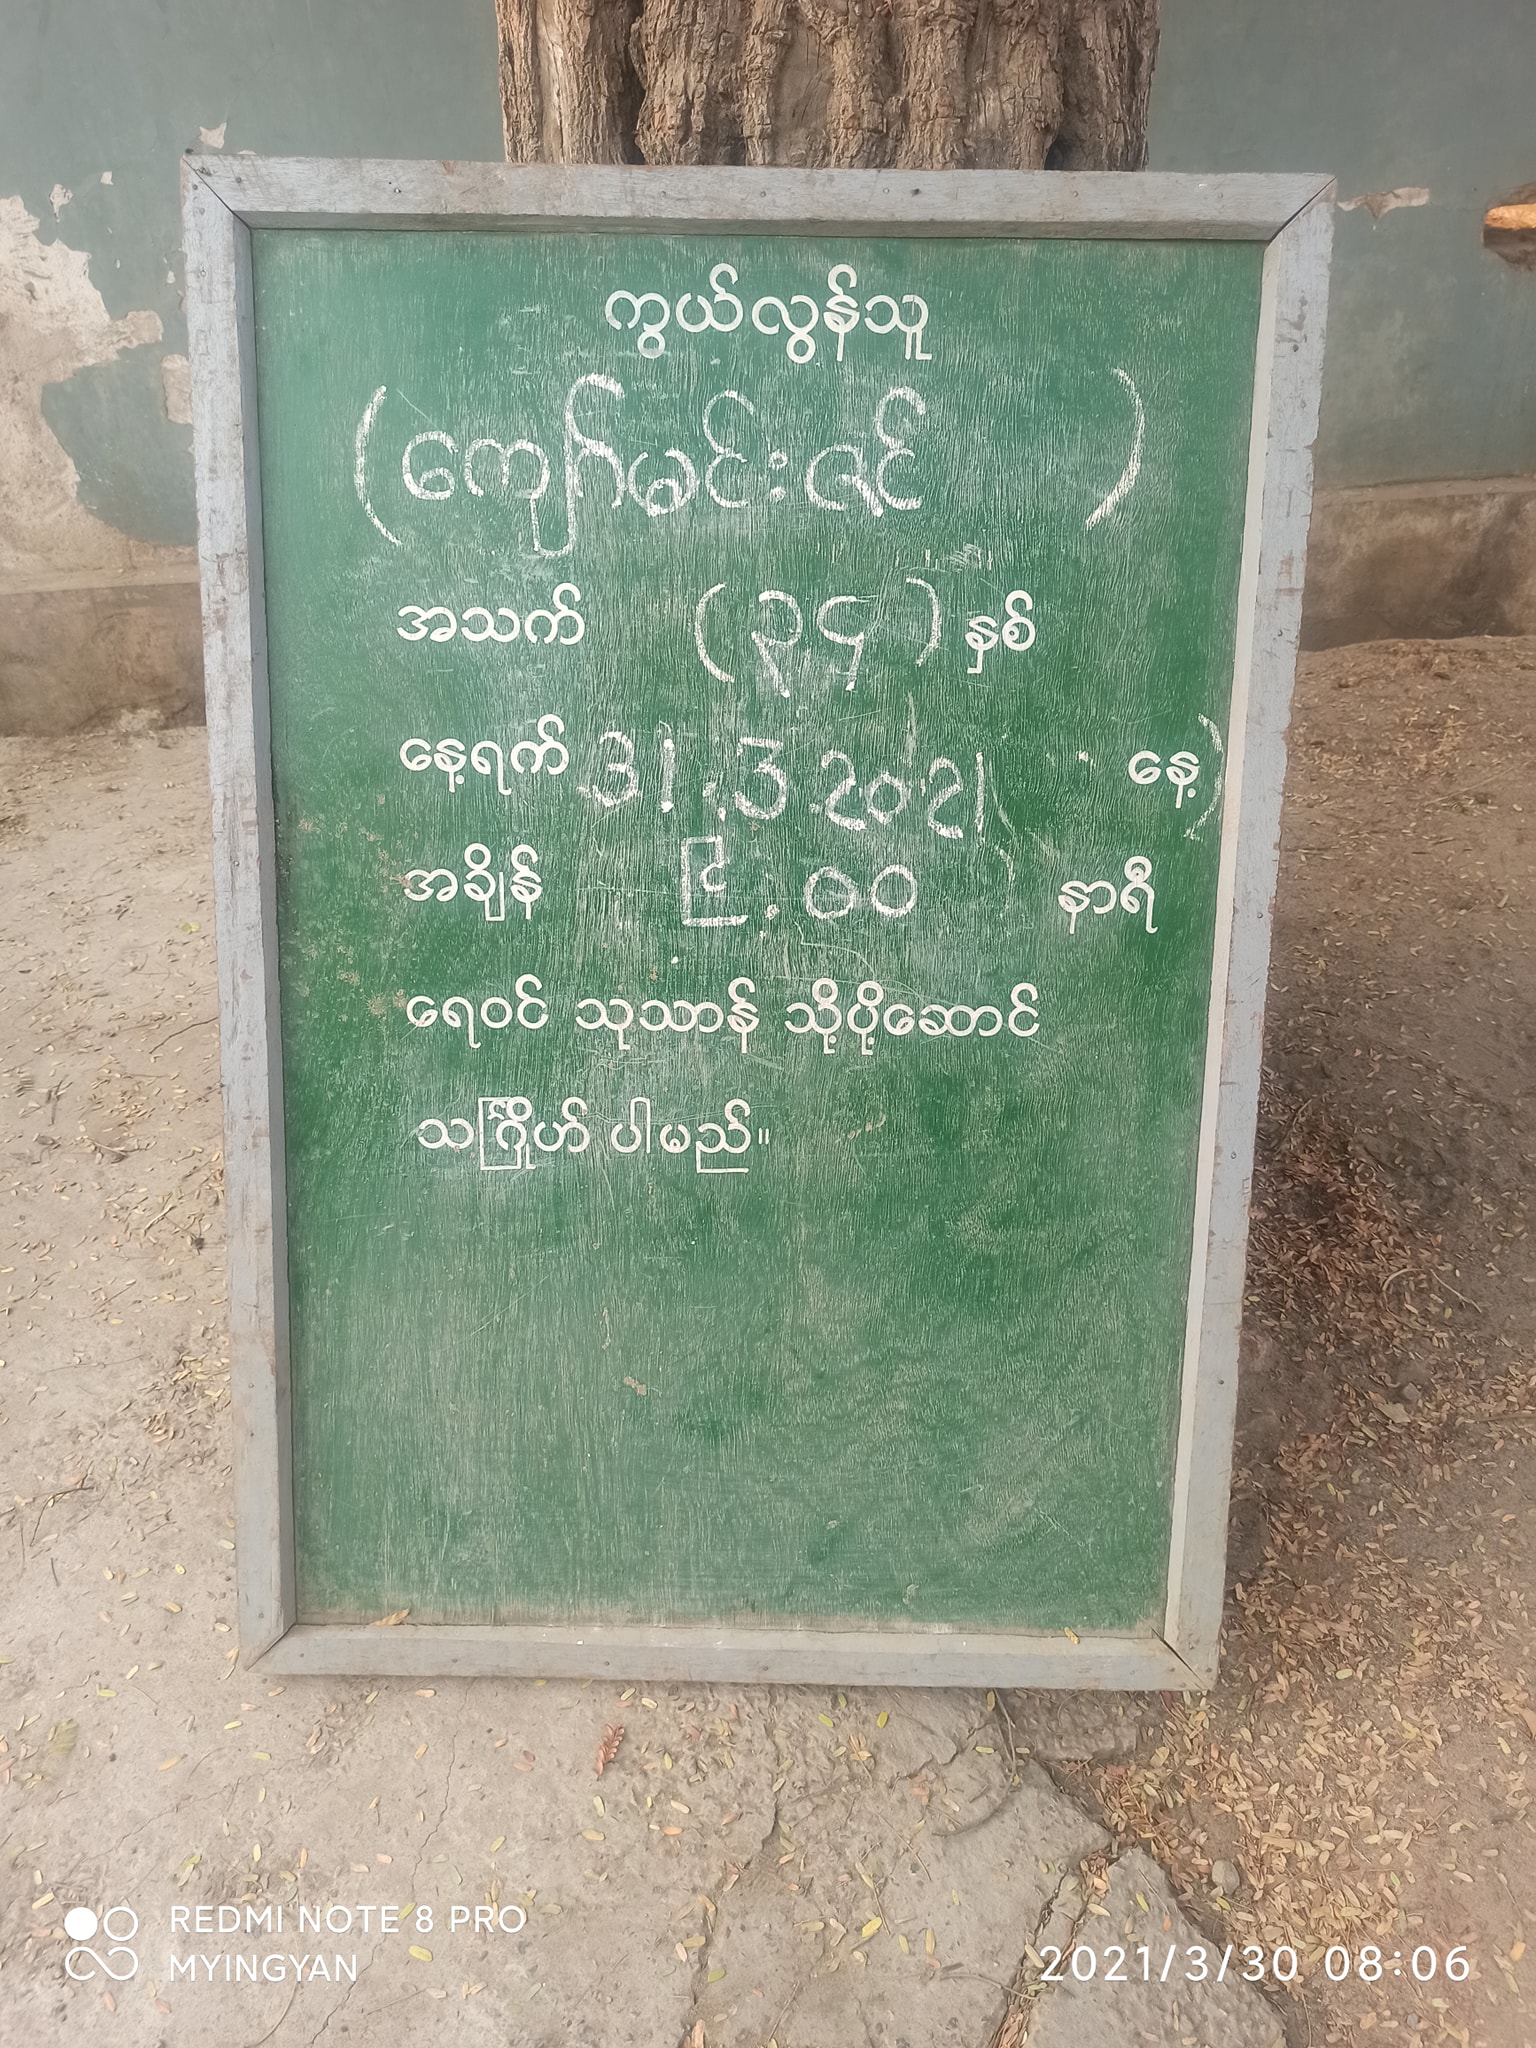 ကွယ်လွန်သူ
(ကျော်မင်းဇင်)
အသက် (၃၄) နှစ်
နေ့ရက် 31.3.2021 နေ့)
အချိန် ၉.၀၀ နာရီ
ရေဝင် သုသာန် သို့ပို့ဆောင်
သင်္ဂြိုဟ် ပါမည်။
REDMI NOTE 8 PRO
MYINGYAN
2021/3/30 08:06